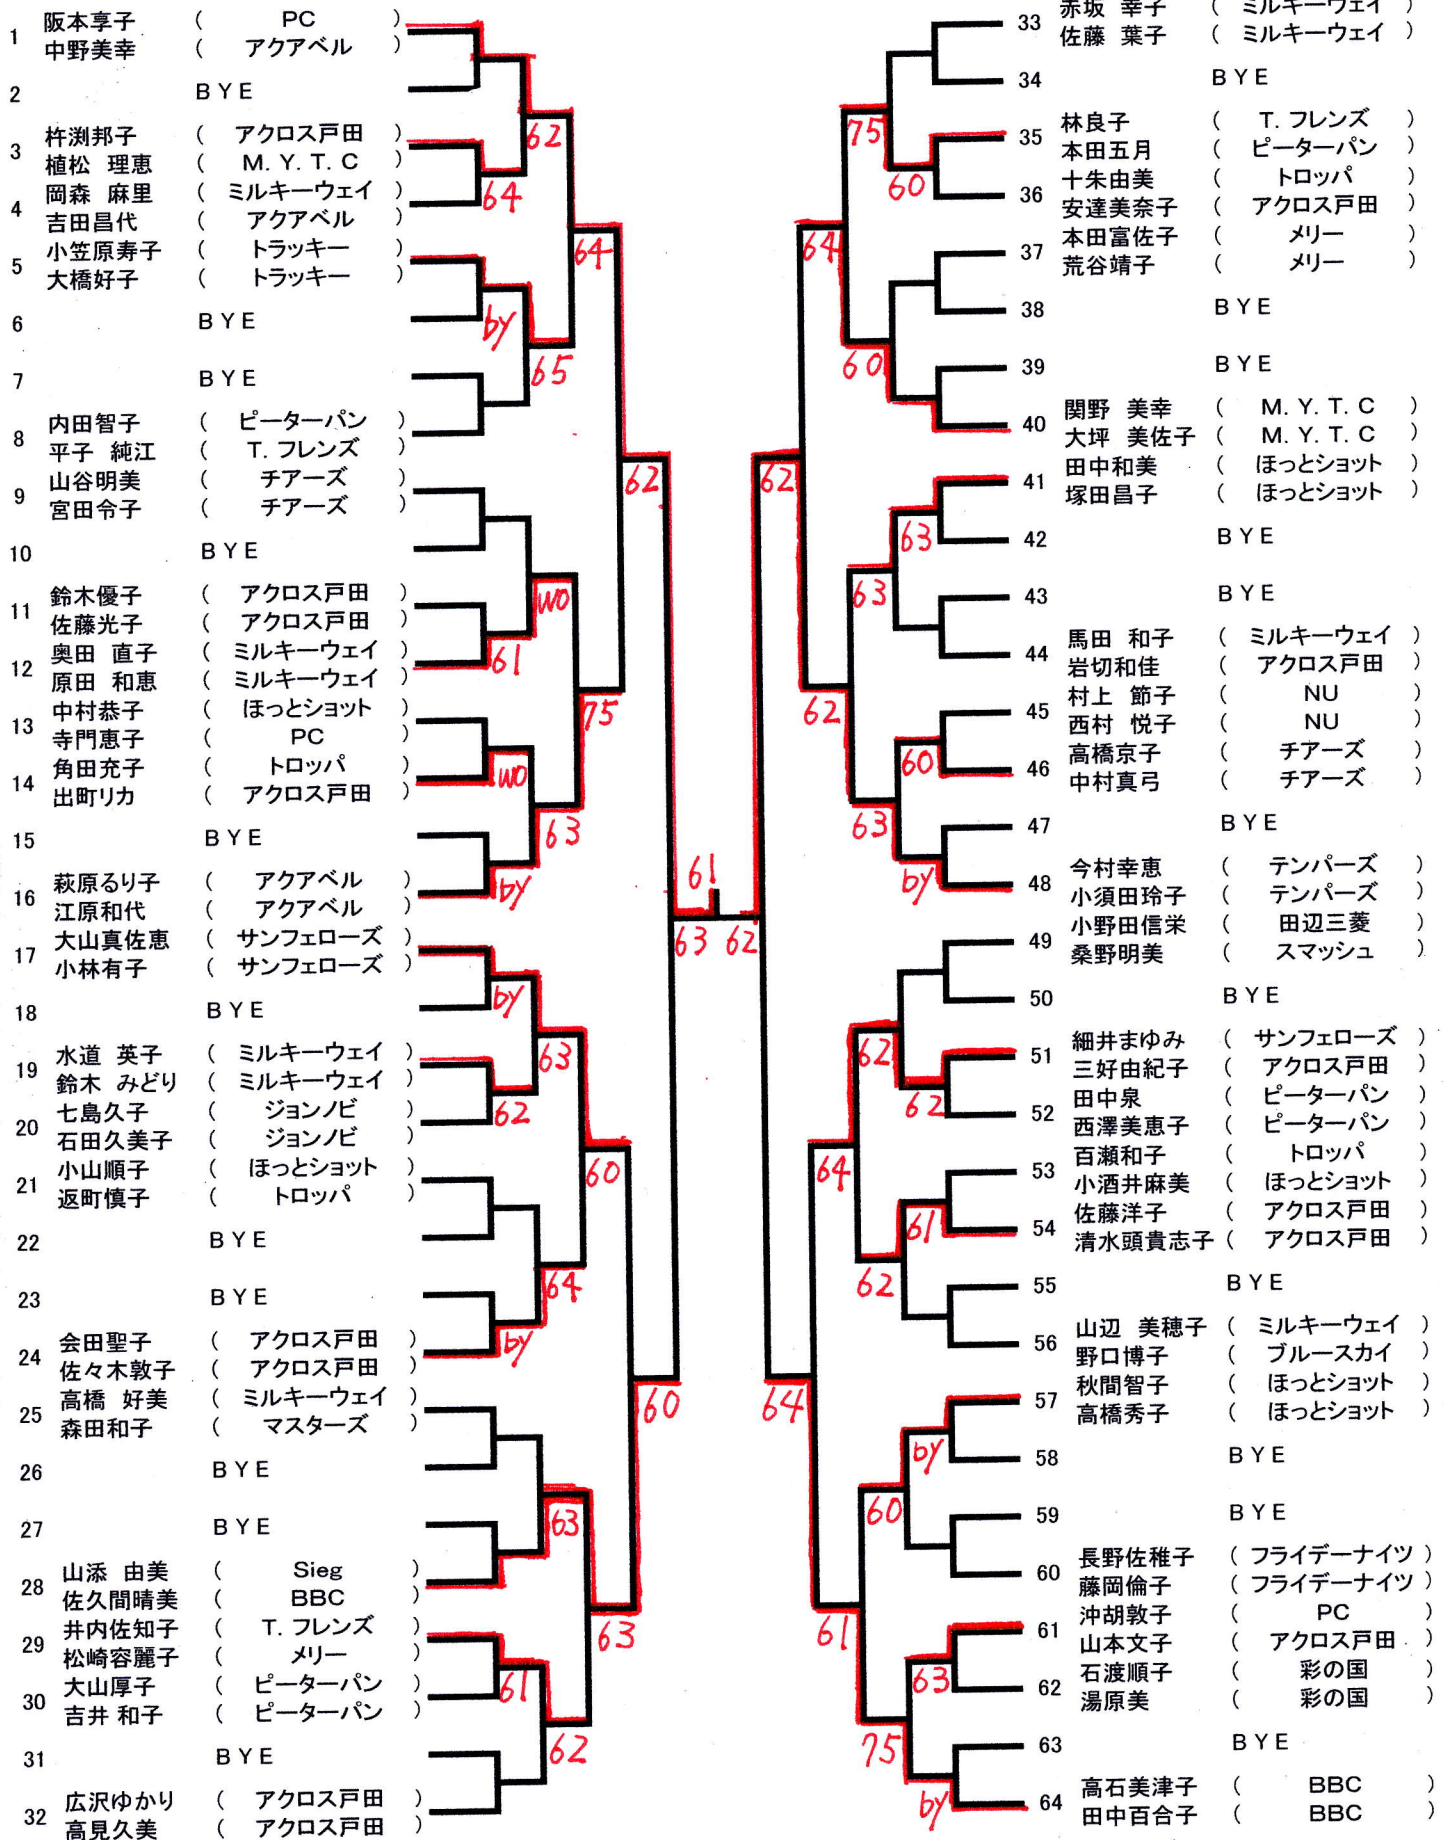 1 阪本享子 ( PC )
中野美幸 ( アクアベル )
2 BYE
3 杵渕邦子 ( アクロス戸田 )
植松 理恵 ( M.Y.T.C )
4 岡森 麻里 ( ミルキーウェイ )
吉田昌代 ( アクアベル )
5 小笠原寿子 ( トラッキー )
大橋好子 ( トラッキー )
6 BYE
7 BYE
8 内田智子 ( ピーターパン )
平子 純江 ( T.フレンズ )
9 山谷明美 ( チアーズ )
宮田令子 ( チアーズ )
10 BYE
11 鈴木優子 ( アクロス戸田 )
佐藤光子 ( アクロス戸田 )
12 奥田 直子 ( ミルキーウェイ )
原田 和恵 ( ミルキーウェイ )
13 中村恭子 ( ほっとショット )
寺門恵子 ( PC )
14 角田充子 ( トロッパ )
出町リカ ( アクロス戸田 )
15 BYE
16 萩原るり子 ( アクアベル )
江原和代 ( アクアベル )
17 大山真佐恵 ( サンフェローズ )
小林有子 ( サンフェローズ )
18 BYE
19 水道 英子 ( ミルキーウェイ )
鈴木 みどり ( ミルキーウェイ )
20 七島久子 ( ジョンノビ )
石田久美子 ( ジョンノビ )
21 小山順子 ( ほっとショット )
返町慎子 ( トロッパ )
22 BYE
23 BYE
24 会田聖子 ( アクロス戸田 )
佐々木敦子 ( アクロス戸田 )
25 高橋 好美 ( ミルキーウェイ )
森田和子 ( マスターズ )
26 BYE
27 BYE
28 山添 由美 ( Sieg )
佐久間晴美 ( BBC )
29 井内佐知子 ( T.フレンズ )
松崎容麗子 ( メリー )
30 大山厚子 ( ピーターパン )
吉井 和子 ( ピーターパン )
31 BYE
32 広沢ゆかり ( アクロス戸田 )
高見久美 ( アクロス戸田 )
62
64
64
by
65
62
wo
61
75
wo
63
by
by
63
62
60
64
by
60
63
63
61
62
61
63 62
75
60
64
60
62
63
63
62
60
63
by
62
62
64
61
62
64
by
60
61
63
75
by
33 赤坂 幸子 ( ミルキーウェイ )
佐藤 葉子 ( ミルキーウェイ )
34 BYE
35 林良子 ( T.フレンズ )
本田五月 ( ピーターパン )
36 十朱由美 ( トロッパ )
安達美奈子 ( アクロス戸田 )
37 本田富佐子 ( メリー )
荒谷靖子 ( メリー )
38 BYE
39 BYE
40 関野 美幸 ( M.Y.T.C )
大坪 美佐子 ( M.Y.T.C )
41 田中和美 ( ほっとショット )
塚田昌子 ( ほっとショット )
42 BYE
43 BYE
44 馬田 和子 ( ミルキーウェイ )
岩切和佳 ( アクロス戸田 )
45 村上 節子 ( NU )
西村 悦子 ( NU )
46 高橋京子 ( チアーズ )
中村真弓 ( チアーズ )
47 BYE
48 今村幸恵 ( テンパーズ )
小須田玲子 ( テンパーズ )
49 小野田信栄 ( 田辺三菱 )
桑野明美 ( スマッシュ )
50 BYE
51 細井まゆみ ( サンフェローズ )
三好由紀子 ( アクロス戸田 )
52 田中泉 ( ピーターパン )
西澤美恵子 ( ピーターパン )
53 百瀬和子 ( トロッパ )
小酒井麻美 ( ほっとショット )
54 佐藤洋子 ( アクロス戸田 )
清水頭貴志子 ( アクロス戸田 )
55 BYE
56 山辺 美穂子 ( ミルキーウェイ )
野口博子 ( ブルースカイ )
57 秋間智子 ( ほっとショット )
高橋秀子 ( ほっとショット )
58 BYE
59 BYE
60 長野佐稚子 ( フライデーナイツ )
藤岡倫子 ( フライデーナイツ )
61 沖胡敦子 ( PC )
山本文子 ( アクロス戸田 )
62 石渡順子 ( 彩の国 )
湯原美 ( 彩の国 )
63 BYE
64 高石美津子 ( BBC )
田中百合子 ( BBC )